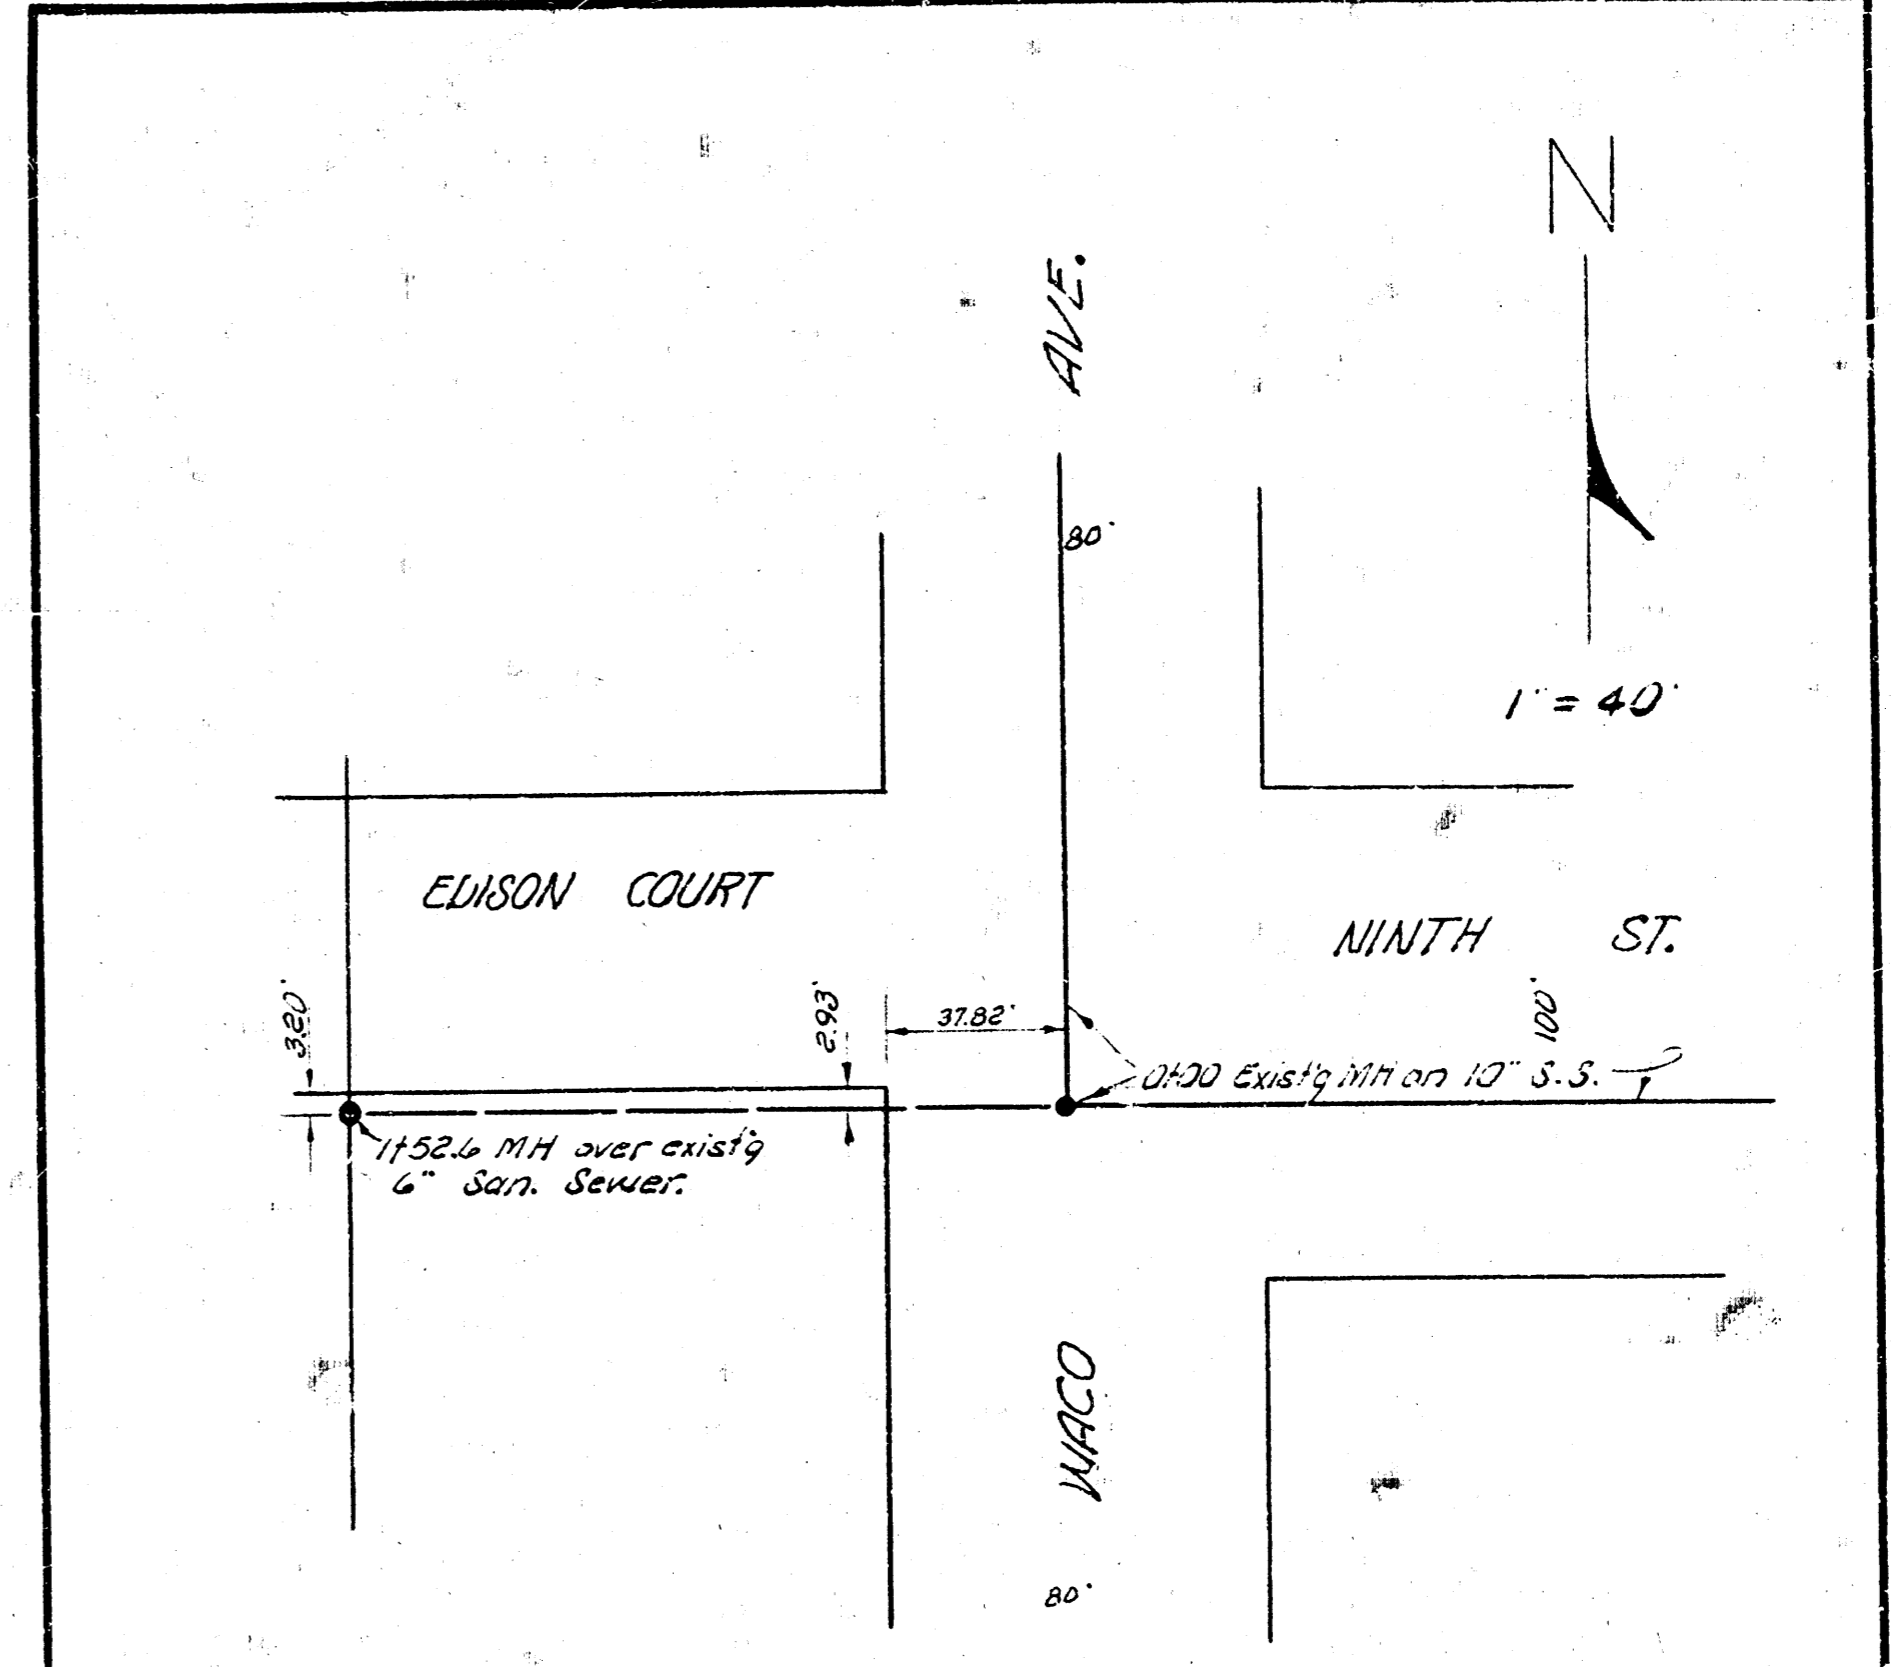 N
AVE.
80'
1" = 40'
EDISON COURT
NINTH ST.
3.20'
2.93'
37.82'
100'
0+00 Exist'g MH on 10" S.S.
1+52.6 MH over exist'g
6" San. Sewer.
WACO
80'